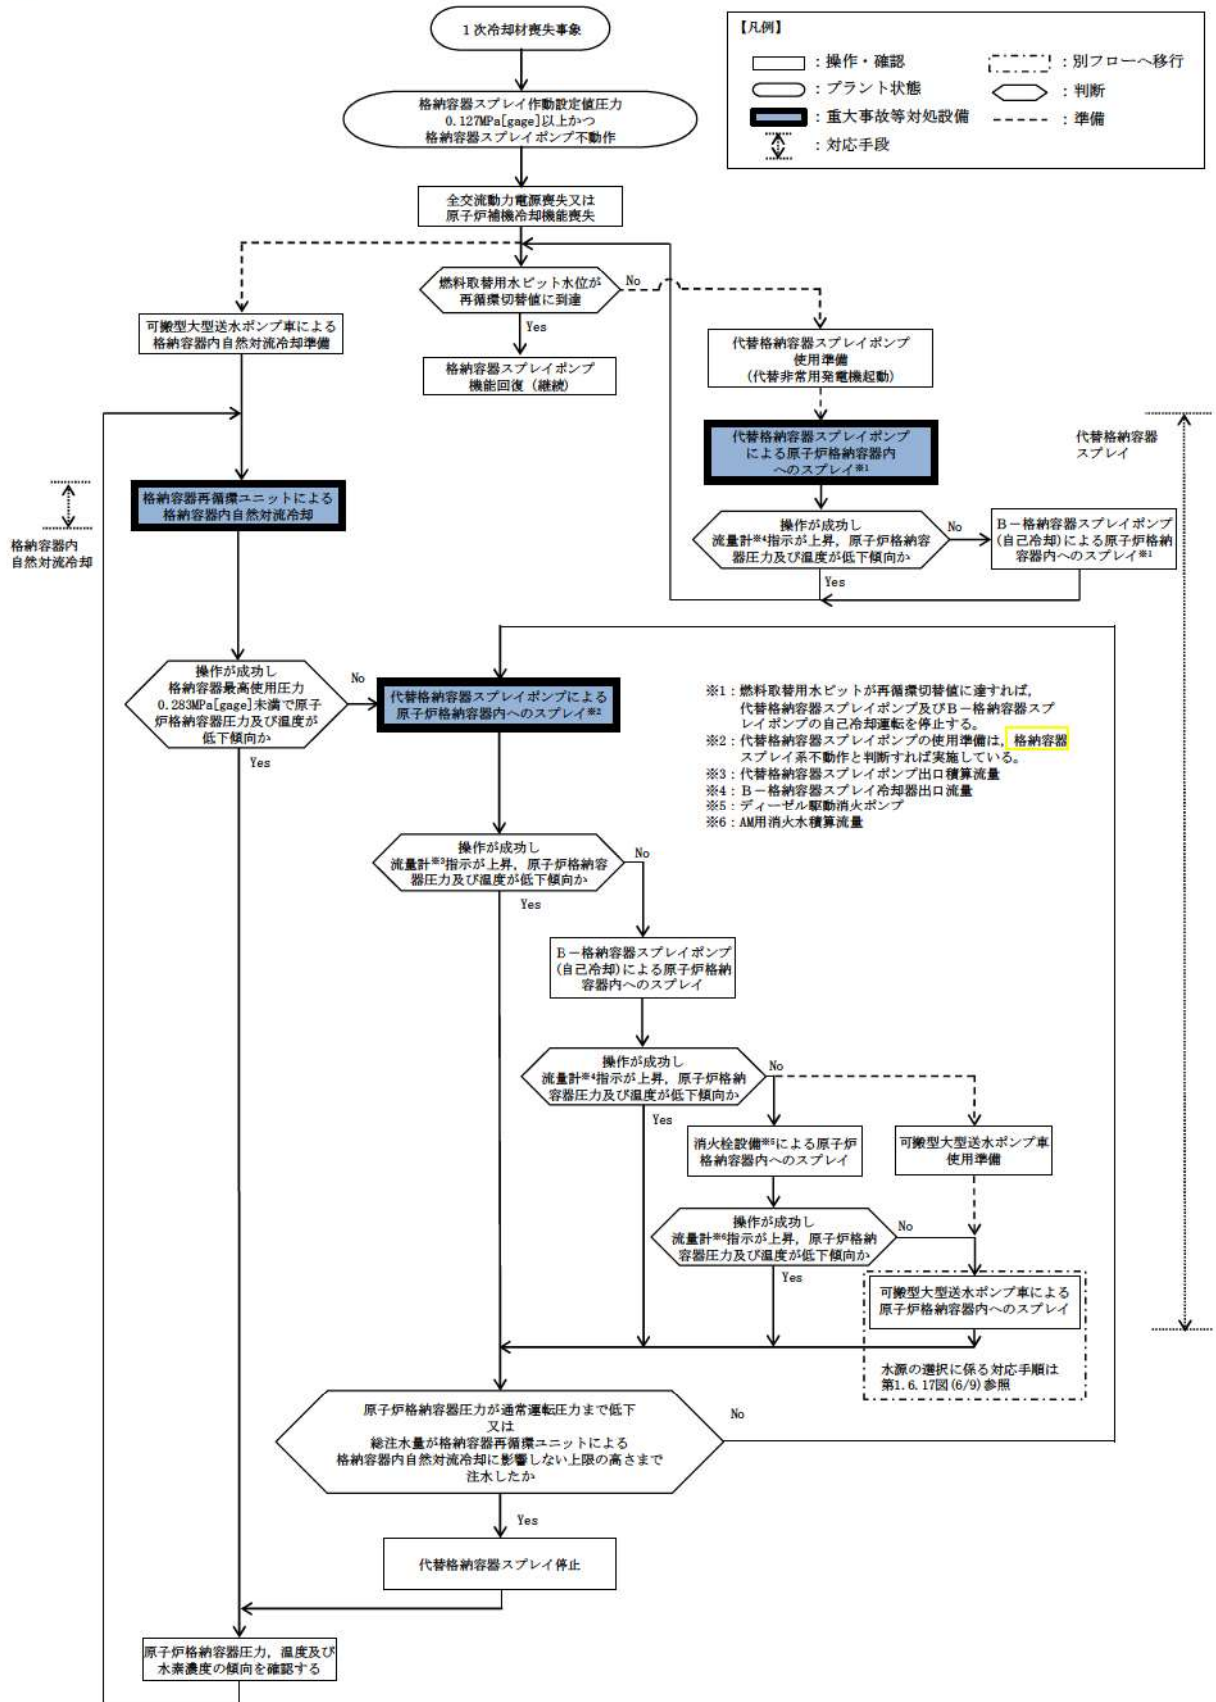 1次冷却材喪失事象
【凡例】
：操作・確認
：別フローへ移行
：プラント状態
：判断
：重大事故等対処設備
：準備
：対応手段
格納容器スプレイ作動設定値圧力
0.127MPa[gage]以上かつ
格納容器スプレイポンプ不動作
全交流動力電源喪失又は
原子炉補機冷却機能喪失
燃料取替用水ピット水位が
再循環切替値に到達
No
Yes
可搬型大型送水ポンプ車による
格納容器内自然対流冷却準備
格納容器スプレイポンプ
機能回復（継続）
代替格納容器スプレイポンプ
使用準備
(代替非常用発電機起動)
代替格納容器スプレイポンプ
による原子炉格納容器内
へのスプレイ※1
代替格納容器
スプレイ
格納容器再循環ユニットによる
格納容器内自然対流冷却
格納容器内
自然対流冷却
操作が成功し
流量計※4指示が上昇，原子炉格納容
器圧力及び温度が低下傾向か
No
Yes
B－格納容器スプレイポンプ
(自己冷却)による原子炉格納
容器内へのスプレイ※1
操作が成功し
格納容器最高使用圧力
0.283MPa[gage]未満で原子
炉格納容器圧力及び温度が
低下傾向か
No
Yes
代替格納容器スプレイポンプによる
原子炉格納容器内へのスプレイ※2
※1：燃料取替用水ピットが再循環切替値に達すれば，
代替格納容器スプレイポンプ及びB－格納容器スプ
レイポンプの自己冷却運転を停止する。
※2：代替格納容器スプレイポンプの使用準備は，格納容器
スプレイ系不動作と判断すれば実施している。
※3：代替格納容器スプレイポンプ出口積算流量
※4：B－格納容器スプレイ冷却器出口流量
※5：ディーゼル駆動消火ポンプ
※6：AM用消火水積算流量
操作が成功し
流量計※3指示が上昇，原子炉格納容
器圧力及び温度が低下傾向か
No
Yes
B－格納容器スプレイポンプ
(自己冷却)による原子炉格納
容器内へのスプレイ
操作が成功し
流量計※4指示が上昇，原子炉格納
容器圧力及び温度が低下傾向か
No
Yes
消火栓設備※5による原子炉
格納容器内へのスプレイ
可搬型大型送水ポンプ車
使用準備
操作が成功し
流量計※6指示が上昇，原子炉格納
容器圧力及び温度が低下傾向か
No
Yes
可搬型大型送水ポンプ車による
原子炉格納容器内へのスプレイ
水源の選択に係る対応手順は
第1.6.17図(6/9)参照
原子炉格納容器圧力が通常運転圧力まで低下
又は
総注水量が格納容器再循環ユニットによる
格納容器内自然対流冷却に影響しない上限の高さまで
注水したか
No
Yes
代替格納容器スプレイ停止
原子炉格納容器圧力，温度及び
水素濃度の傾向を確認する